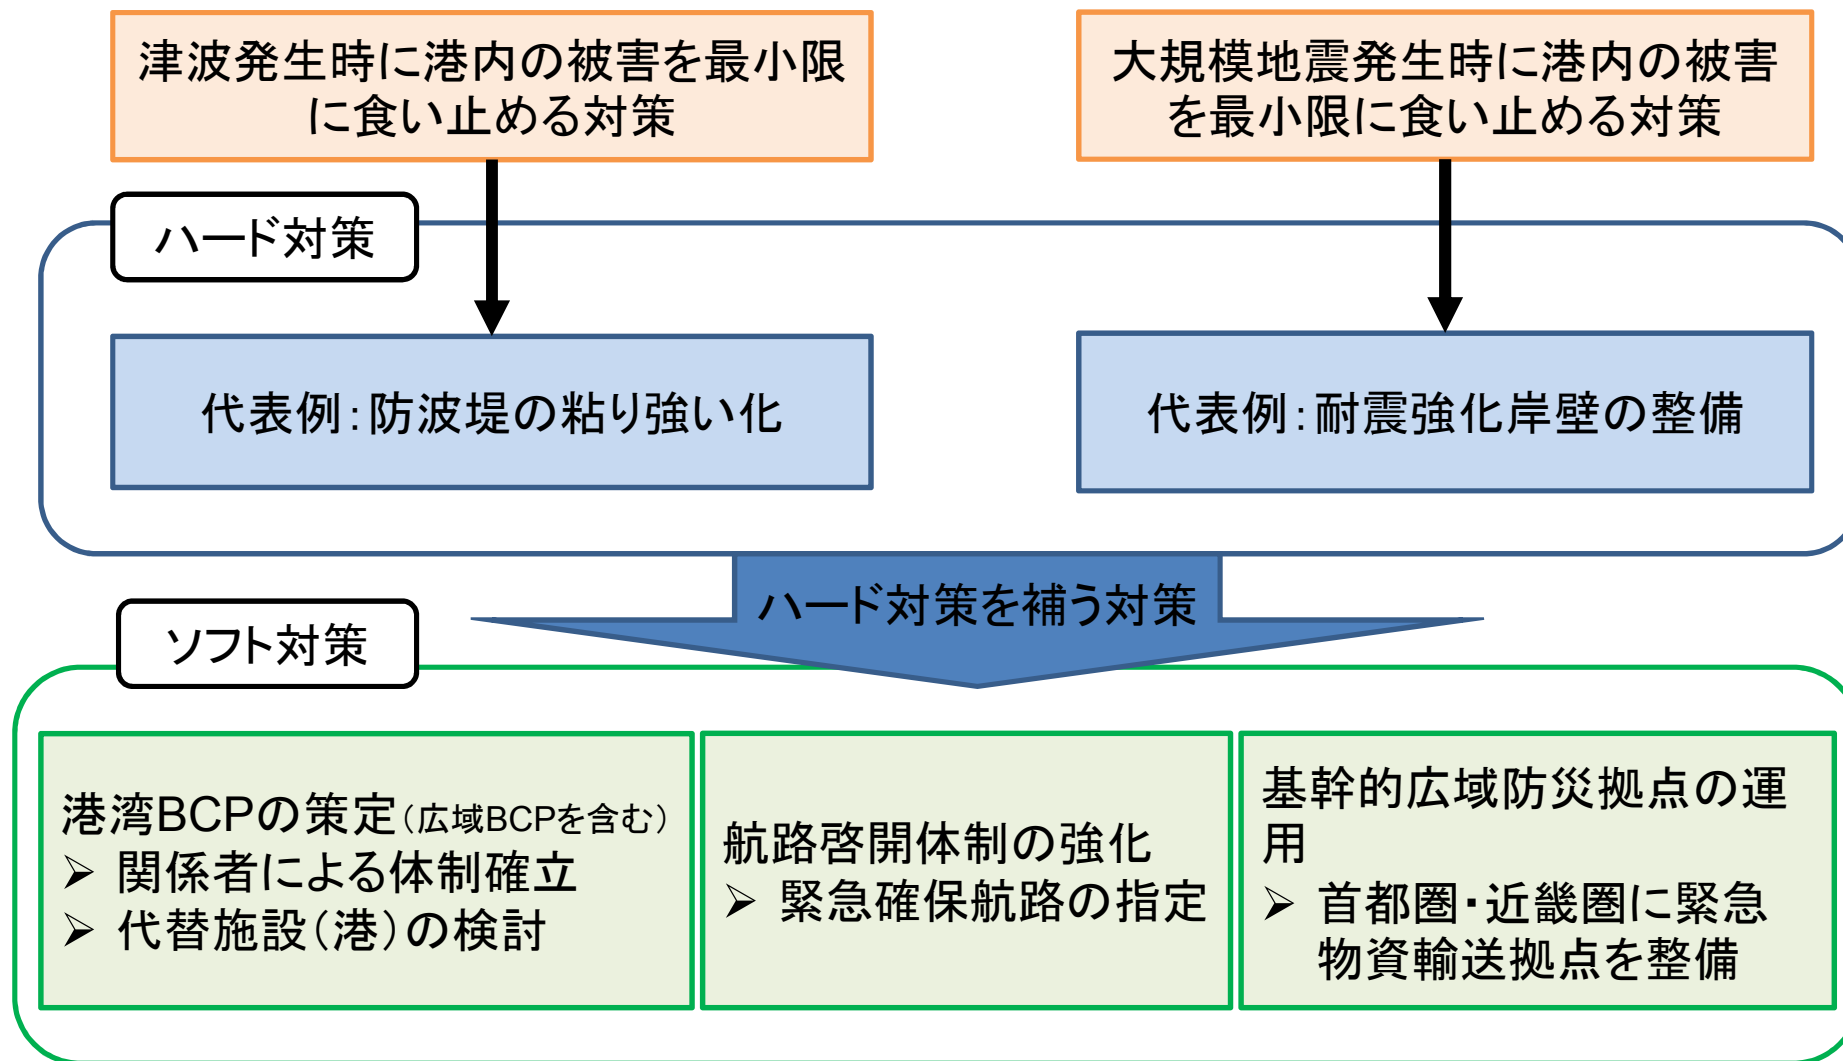 津波発生時に港内の被害を最小限
に食い止める対策
大規模地震発生時に港内の被害
を最小限に食い止める対策
ハード対策
代表例：防波堤の粘り強い化
代表例：耐震強化岸壁の整備
ハード対策を補う対策
ソフト対策
港湾BCPの策定（広域BCPを含む）
➢ 関係者による体制確立
➢ 代替施設（港）の検討
航路啓開体制の強化
➢ 緊急確保航路の指定
基幹的広域防災拠点の運
用
➢ 首都圏・近畿圏に緊急
物資輸送拠点を整備